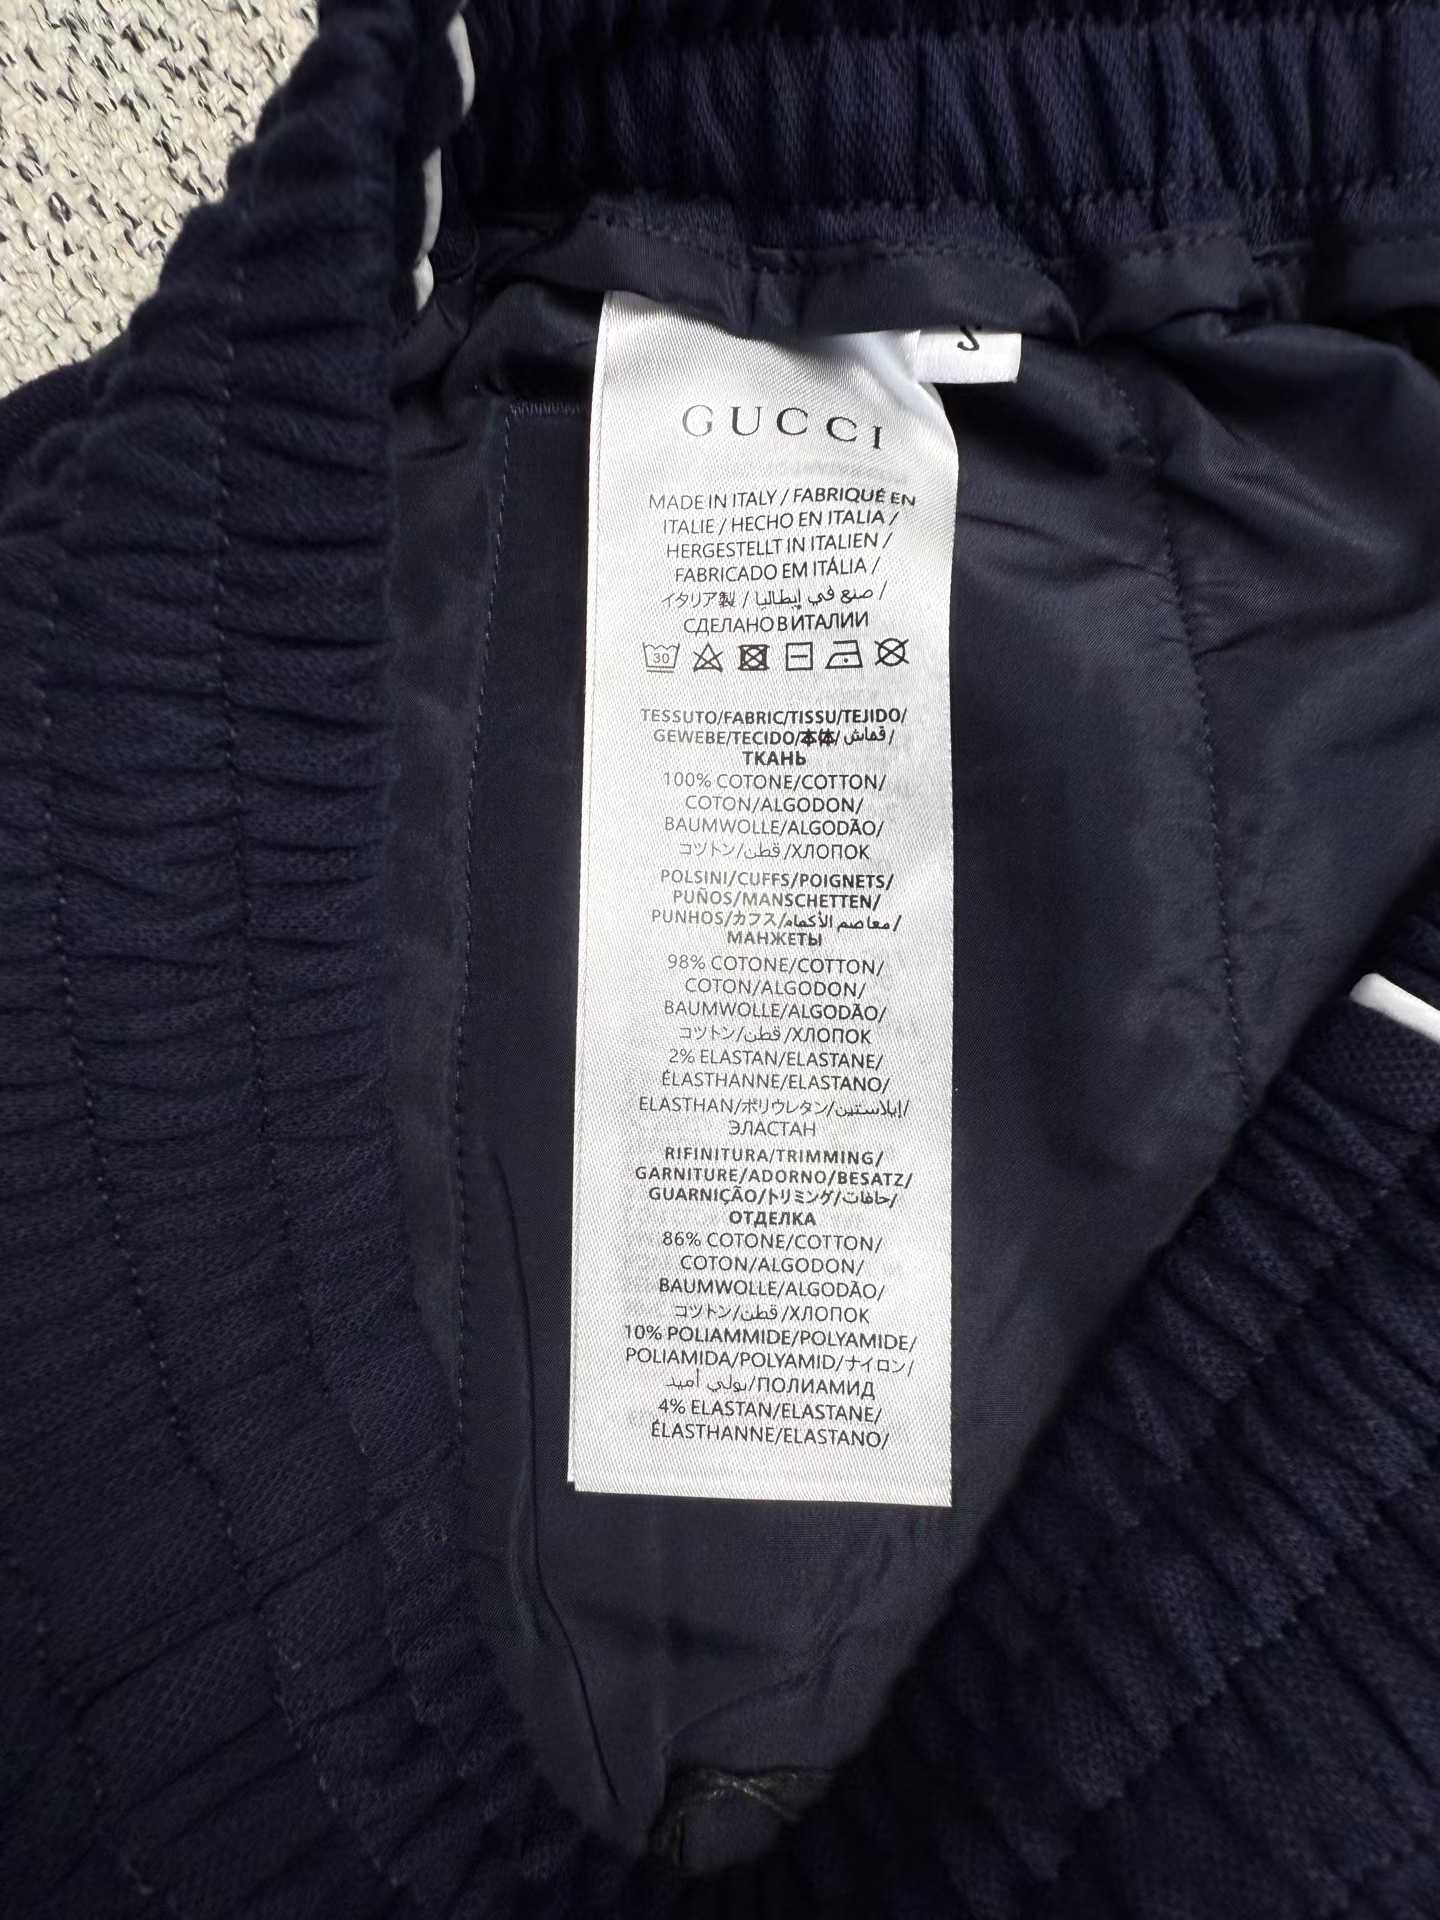 S
GUCCI
MADE IN ITALY / FABRIQUÉ EN
ITALIE / HECHO EN ITALIA /
HERGESTELLT IN ITALIEN /
FABRICADO EM ITÁLIA /
イタリア製 / صنع في إيطاليا /
СДЕЛАНО В ИТАЛИИ
30
TESSUTO/FABRIC/TISSU/TEJIDO/
GEWEBE/TECIDO/本体/قفاش/
ТКАНЬ
100% COTONE/COTTON/
COTON/ALGODON/
BAUMWOLLE/ALGODÃO/
コツトン/قطن/ХЛОПОК
POLSINI/CUFFS/POIGNETS/
PUÑOS/MANSCHETTEN/
PUNHOS/カフス/معاصم الأكمام/
МАНЖЕТЫ
98% COTONE/COTTON/
COTON/ALGODON/
BAUMWOLLE/ALGODÃO/
コツトン/قطن/ХЛОПОК
2% ELASTAN/ELASTANE/
ÉLASTHANNE/ELASTANO/
ELASTHAN/ポリウレタン/إيلاستين/
ЭЛАСТАН
RIFINITURA/TRIMMING/
GARNITURE/ADORNO/BESATZ/
GUARNIÇÃO/トリミング/حافات/
ОТДЕЛКА
86% COTONE/COTTON/
COTON/ALGODON/
BAUMWOLLE/ALGODÃO/
コツトン/قطن/ХЛОПОК
10% POLIAMMIDE/POLYAMIDE/
POLIAMIDA/POLYAMID/ナイロン/
بولي أميد/ПОЛИАМИД
4% ELASTAN/ELASTANE/
ÉLASTHANNE/ELASTANO/